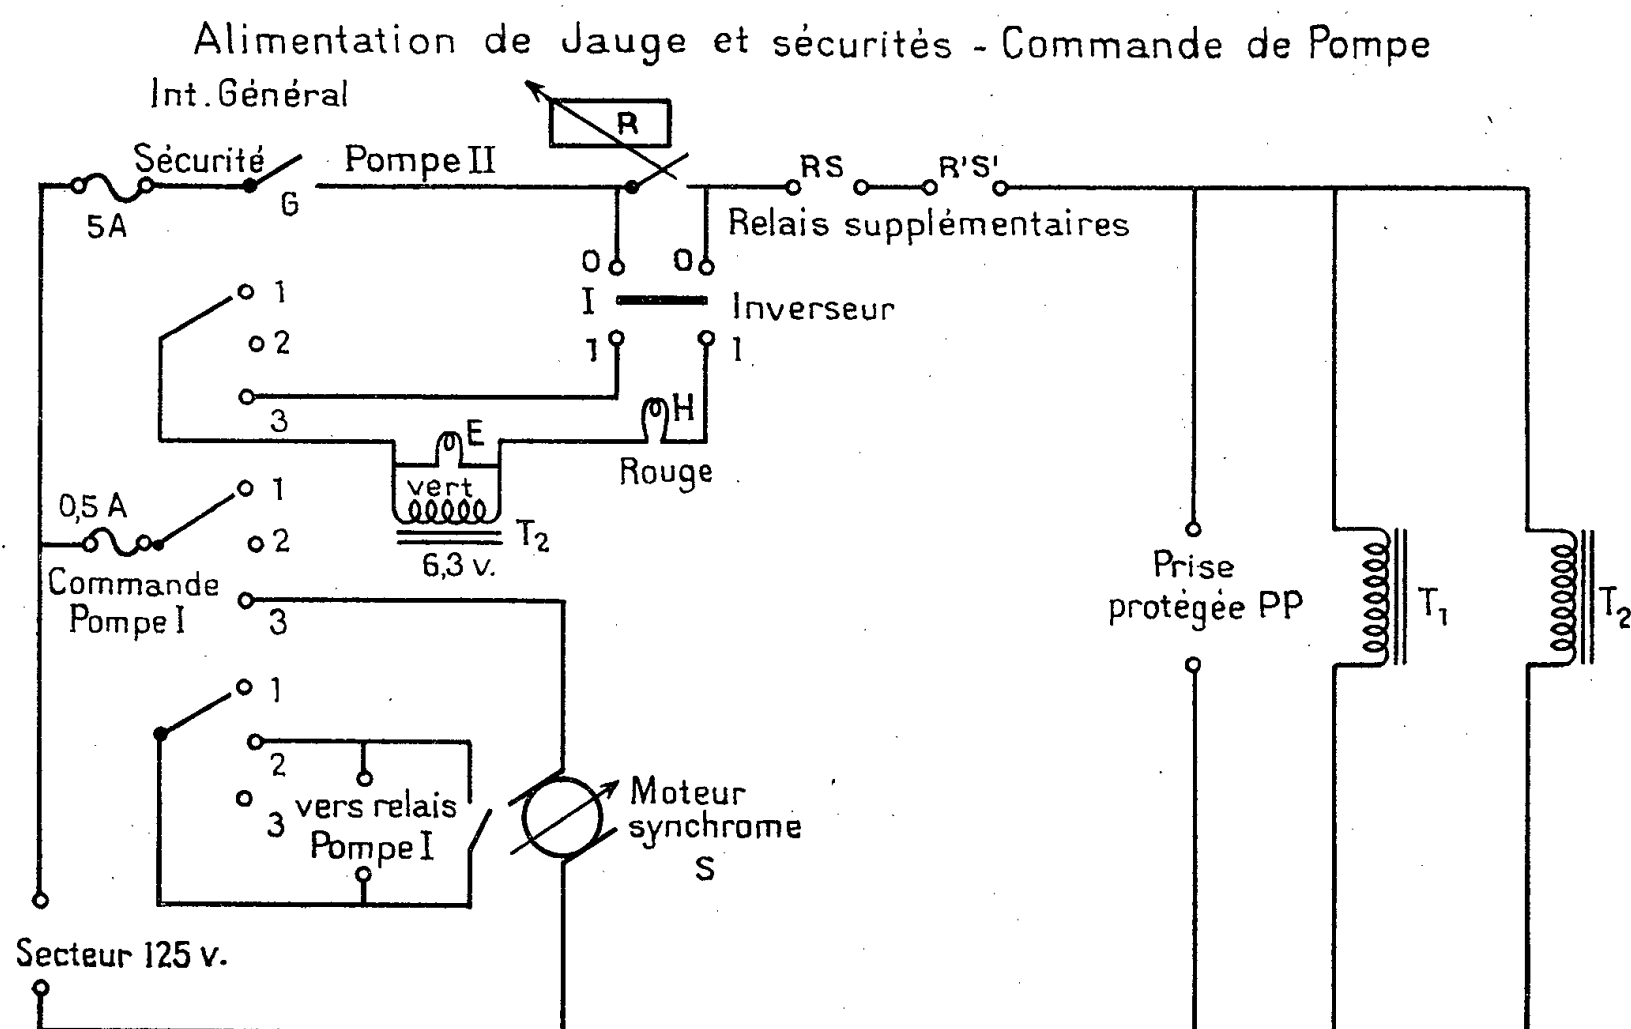 Alimentation de Jauge et sécurités - Commande de Pompe
Int. Général
R
Sécurité
Pompe II
RS
R'S'
5A
G
Relais supplémentaires
O
O
1
I
Inverseur
2
1
1
3
H
E
Rouge
vert
0,5 A
1
T2
2
6,3 v.
Commande
Pompe I
3
Prise
protégée PP
T1
T2
1
2
3
vers relais
Pompe I
Moteur
synchrome
S
Secteur 125 v.